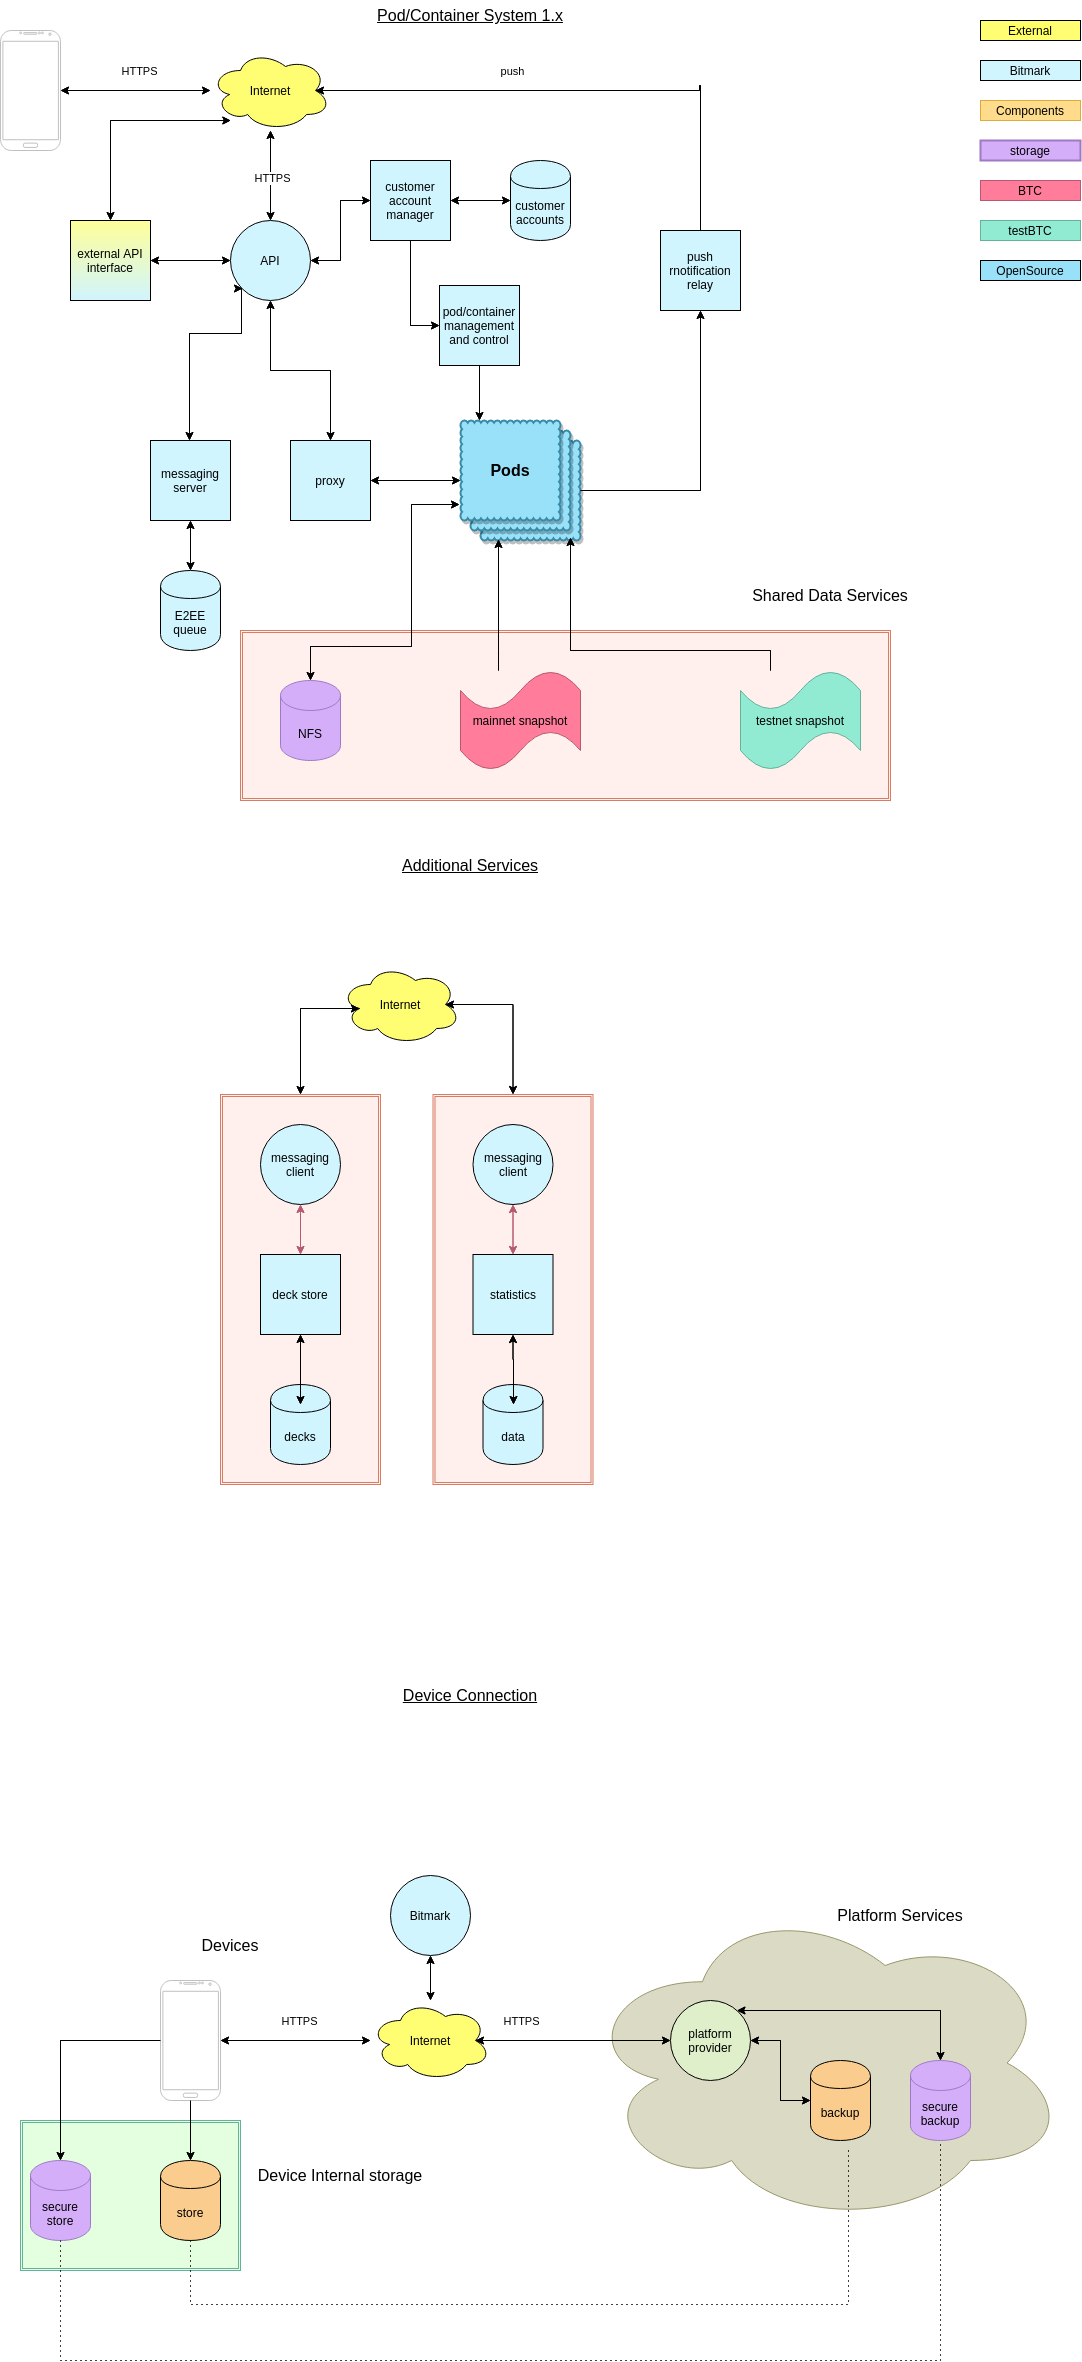 Pod/Container System 1.x
External
Bitmark
Components
storage
BTC
testBTC
OpenSource
HTTPS
Internet
push
HTTPS
customer
account
manager
customer
accounts
external API
interface
API
push
rnotification
relay
pod/container
management
and control
messaging
server
proxy
Pods
E2EE
queue
Shared Data Services
NFS
mainnet snapshot
testnet snapshot
Additional Services
Internet
messaging
client
messaging
client
deck store
statistics
decks
data
Device Connection
Bitmark
Platform Services
Devices
HTTPS
Internet
HTTPS
platform
provider
backup
secure
backup
Device Internal storage
secure
store
store